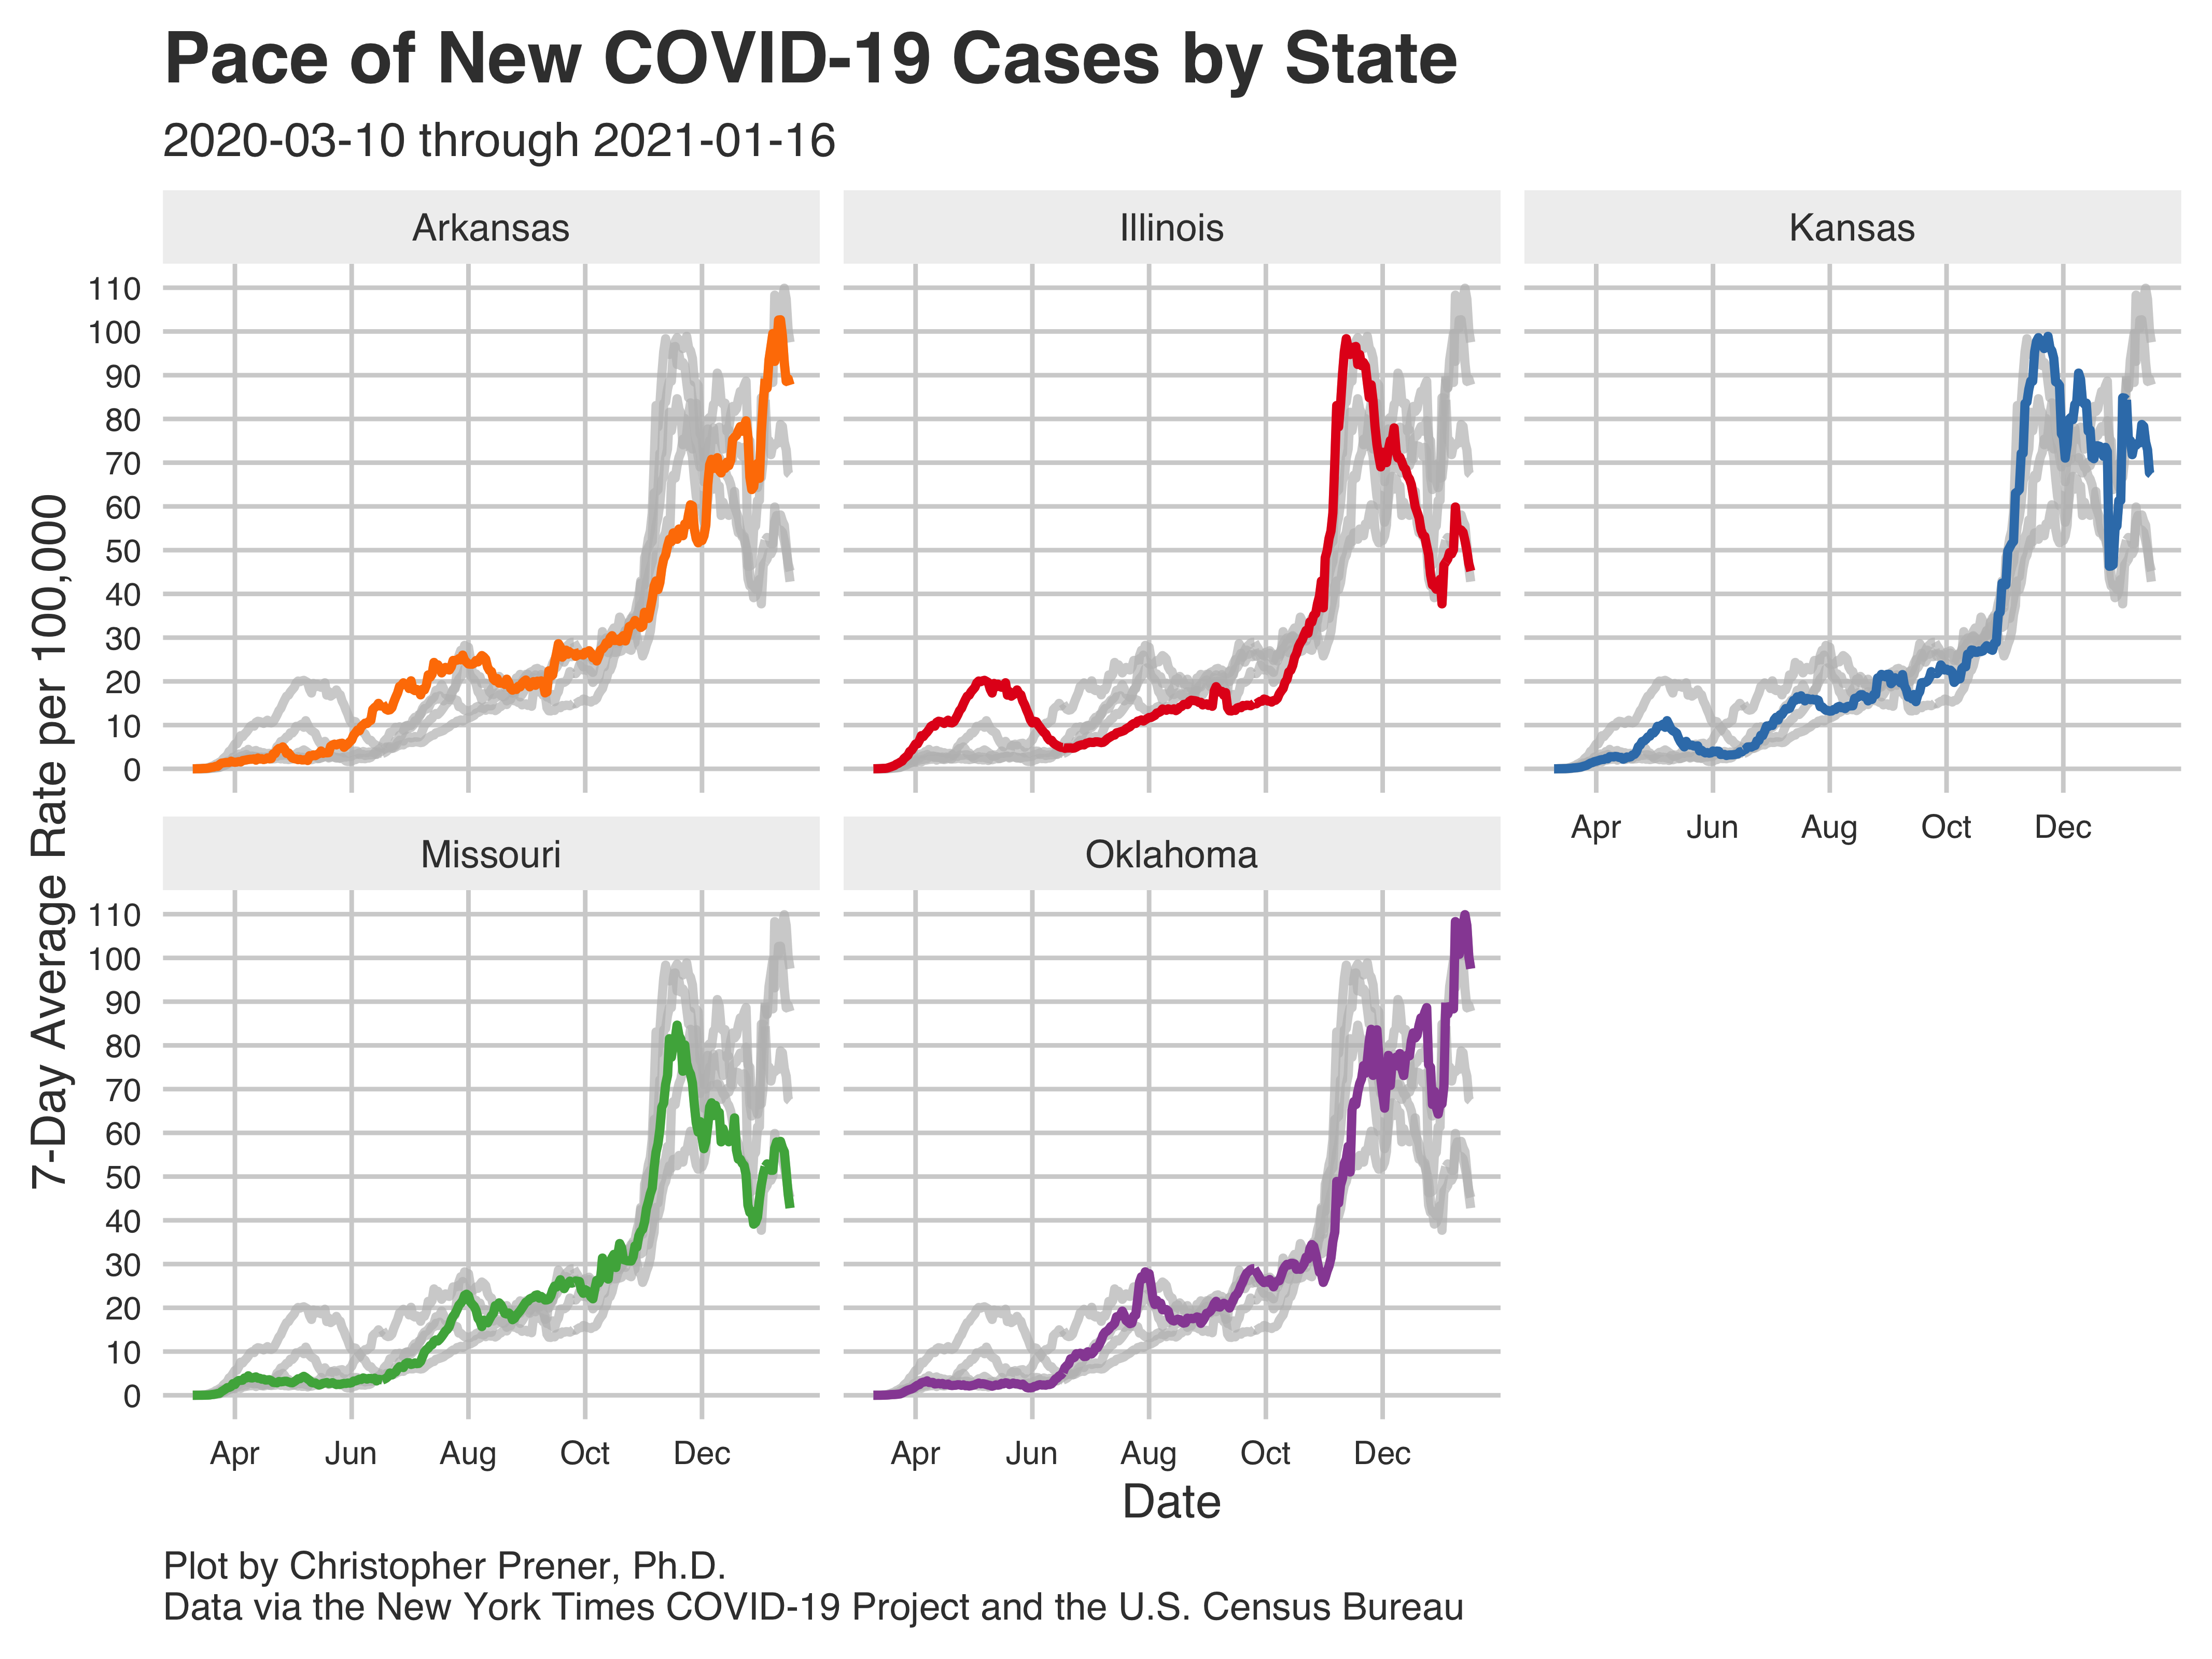 Pace of New COVID-19 Cases by State
2020-03-10 through 2021-01-16
Arkansas
Illinois
Kansas
110
100
90
80
70
60
50
40
30
20
10
0
Apr
Jun
Aug
Oct
Dec
7-Day Average Rate per 100,000
Missouri
Oklahoma
110
100
90
80
70
60
50
40
30
20
10
0
Apr
Jun
Aug
Oct
Dec
Apr
Jun
Aug
Oct
Dec
Date
Plot by Christopher Prener, Ph.D.
Data via the New York Times COVID-19 Project and the U.S. Census Bureau